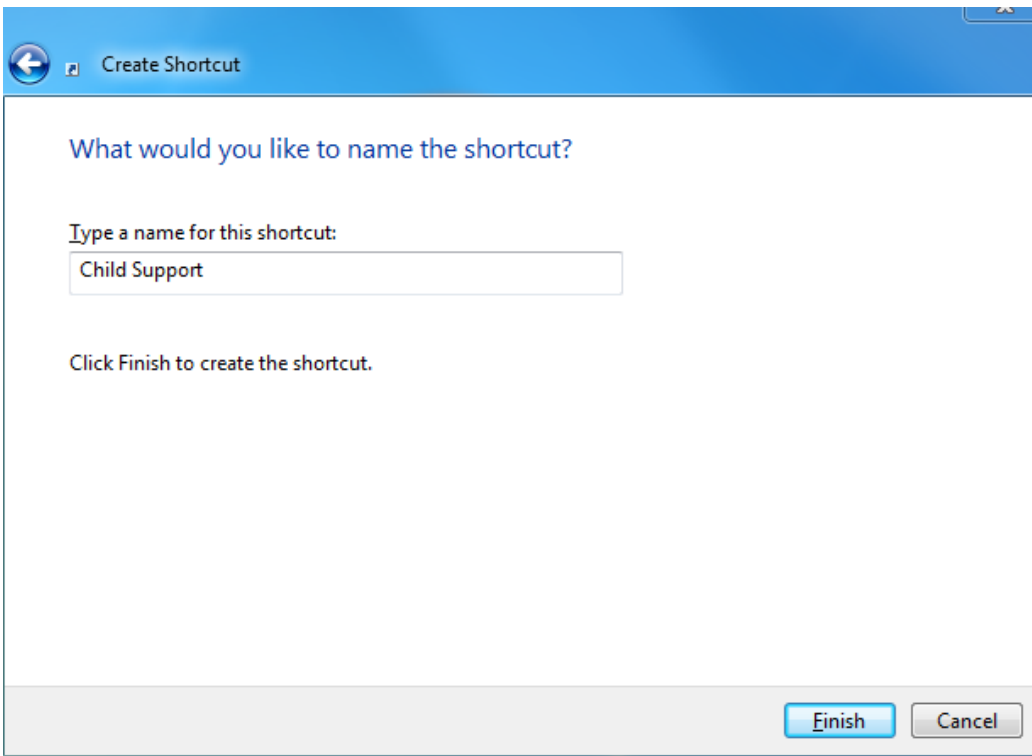 Create Shortcut
What would you like to name the shortcut?
Type a name for this shortcut:
Child Support
Click Finish to create the shortcut.
Finish Cancel